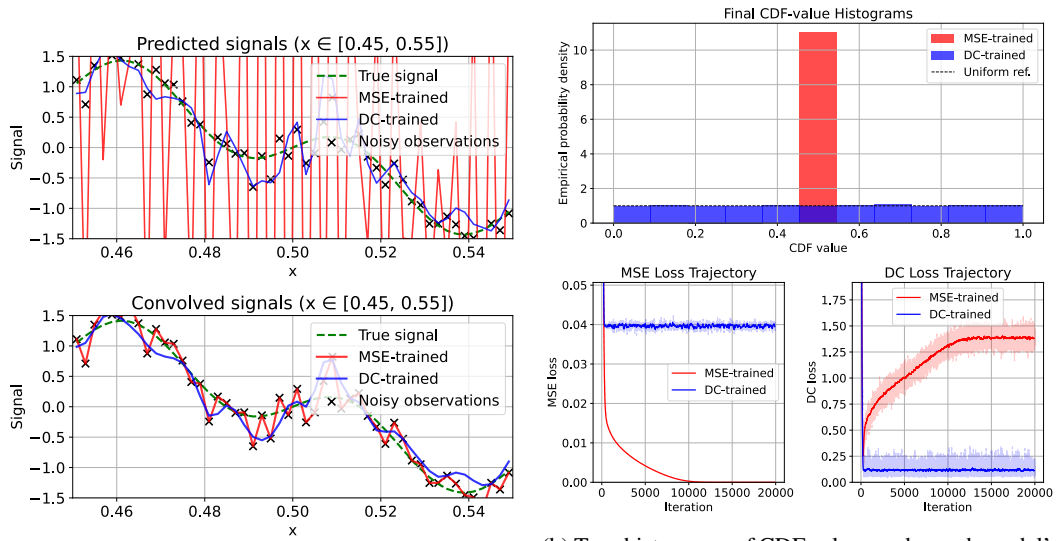 Predicted signals (x ∈ [0.45, 0.55])
1.5
1.0
0.5
0.0
−0.5
−1.0
−1.5
Signal
True signal
MSE-trained
DC-trained
Noisy observations
0.46
0.48
0.50
0.52
0.54
x
Convolved signals (x ∈ [0.45, 0.55])
1.5
1.0
0.5
0.0
−0.5
−1.0
−1.5
Signal
True signal
MSE-trained
DC-trained
Noisy observations
0.46
0.48
0.50
0.52
0.54
x
Final CDF-value Histograms
10
8
6
4
2
0
Empirical probability density
MSE-trained
DC-trained
Uniform ref.
0.0
0.2
0.4
0.6
0.8
1.0
CDF value
MSE Loss Trajectory
0.05
0.04
0.03
0.02
0.01
0.00
MSE loss
MSE-trained
DC-trained
0
5000
10000
15000
20000
Iteration
DC Loss Trajectory
1.75
1.50
1.25
1.00
0.75
0.50
0.25
0.00
DC loss
MSE-trained
DC-trained
0
5000
10000
15000
20000
Iteration